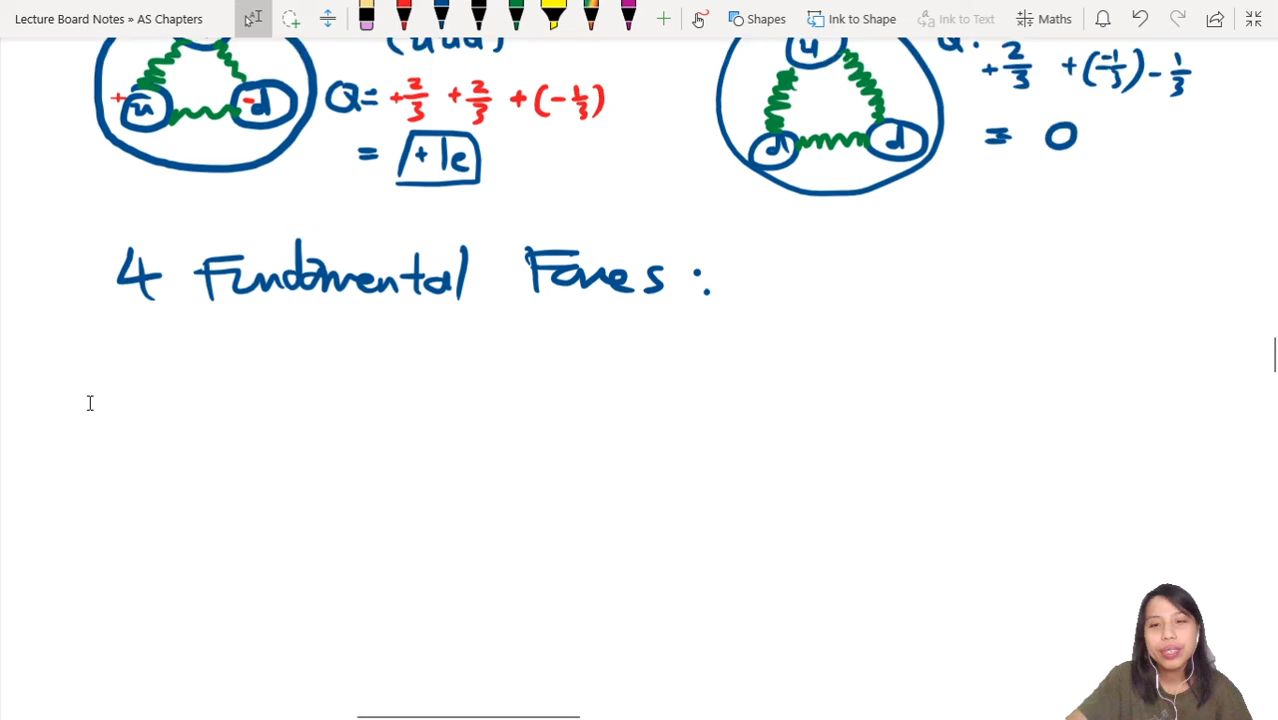 Lecture Board Notes » AS Chapters
Shapes
Ink to Shape
Ink to Text
Maths
(uud)
Q = +2/3 +2/3 + (-1/3)
= +1e
u
d
u
d
d
Q: +2/3 + (-1/3) - 1/3
= 0
4 Fundamental Forces :